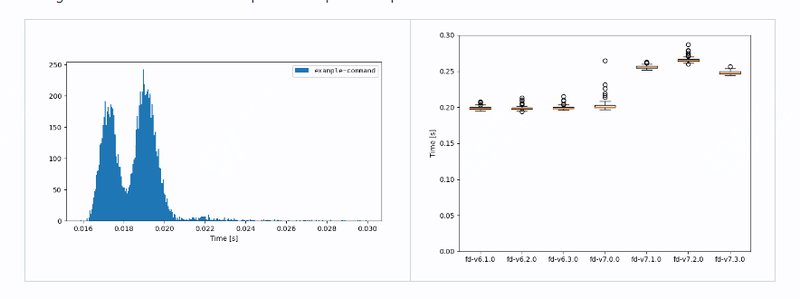 250
200
150
100
50
0
example-command
0.016 0.018 0.020 0.022 0.024 0.026 0.028 0.030
Time [s]
0.30
0.25
0.20
0.15
0.10
0.05
0.00
Time [s]
fd-v6.1.0 fd-v6.2.0 fd-v6.3.0 fd-v7.0.0 fd-v7.1.0 fd-v7.2.0 fd-v7.3.0